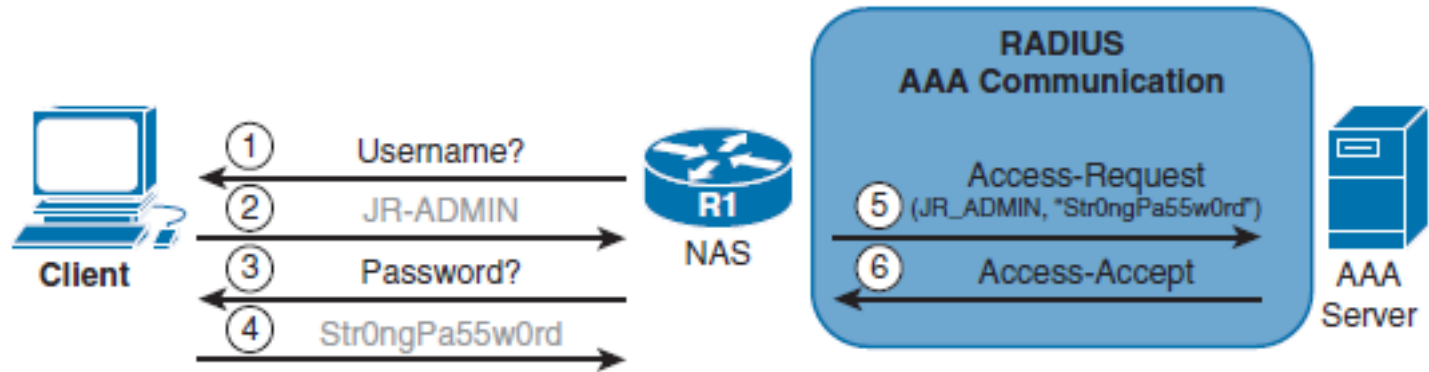 RADIUS
AAA Communication
1 Username?
2 JR-ADMIN
3 Password?
4 Str0ngPa55w0rd
Client
R1
NAS
Access-Request
5 (JR_ADMIN, "Str0ngPa55w0rd")
6 Access-Accept
AAA
Server